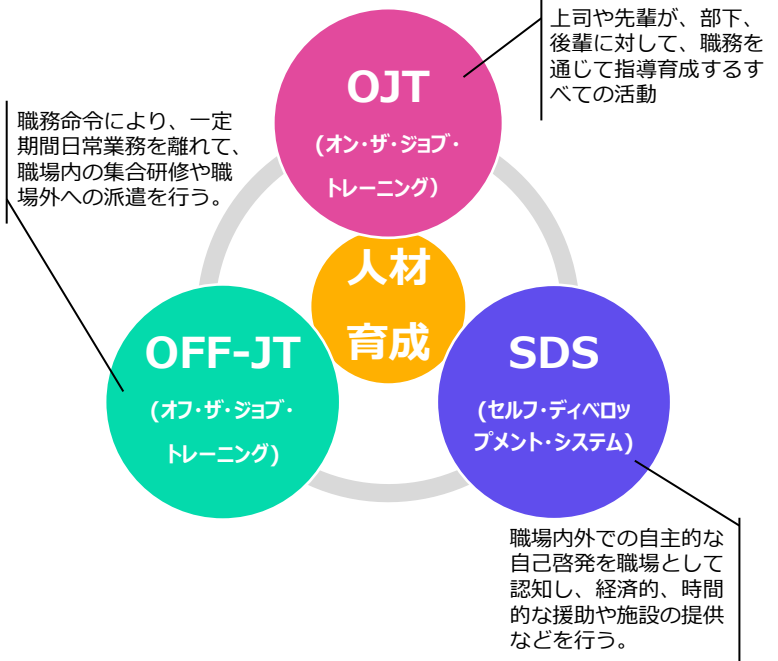 上司や先輩が、部下、
後輩に対して、職務を
通じて指導育成するす
べての活動
OJT
(オン・ザ・ジョブ・
トレーニング)
職務命令により、一定
期間日常業務を離れて、
職場内の集合研修や職
場外への派遣を行う。
人材
育成
OFF-JT
(オフ・ザ・ジョブ・
トレーニング)
SDS
(セルフ・ディベロッ
プメント・システム)
職場内外での自主的な
自己啓発を職場として
認知し、経済的、時間
的な援助や施設の提供
などを行う。